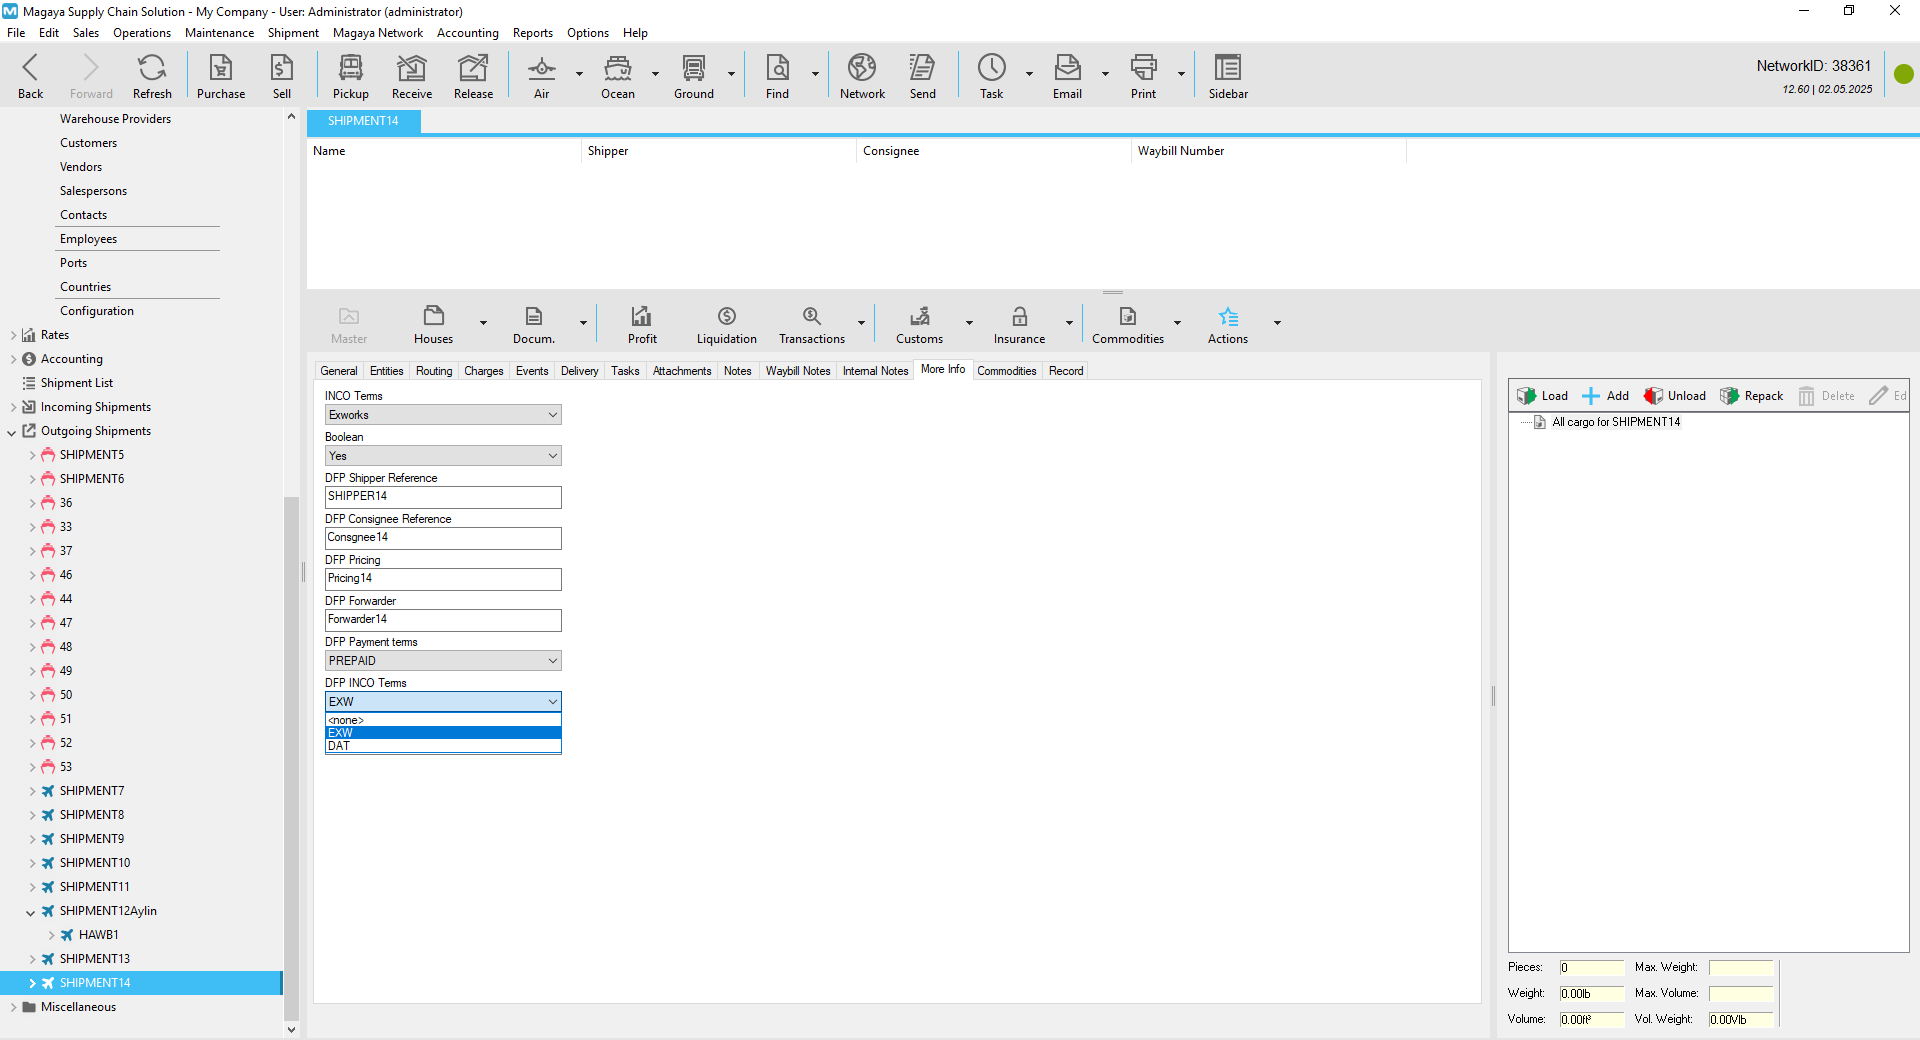 Magaya Supply Chain Solution - My Company - User: Administrator (administrator)
File Edit Sales Operations Maintenance Shipment Magaya Network Accounting Reports Options Help
Back Forward Refresh Purchase Sell Pickup Receive Release Air Ocean Ground Find Network Send Task Email Print Sidebar
NetworkID: 38361
12.60 | 02.05.2025
Warehouse Providers
Customers
Vendors
Salespersons
Contacts
Employees
Ports
Countries
Configuration
Rates
Accounting
Shipment List
Incoming Shipments
Outgoing Shipments
SHIPMENT5
SHIPMENT6
36
33
37
46
44
47
48
49
50
51
52
53
SHIPMENT7
SHIPMENT8
SHIPMENT9
SHIPMENT10
SHIPMENT11
SHIPMENT12Aylin
HAWB1
SHIPMENT13
SHIPMENT14
Miscellaneous
SHIPMENT14
Name Shipper Consignee Waybill Number
Master Houses Docum. Profit Liquidation Transactions Customs Insurance Commodities Actions
General Entities Routing Charges Events Delivery Tasks Attachments Notes Waybill Notes Internal Notes More Info Commodities Record
INCO Terms
Exworks
Boolean
Yes
DFP Shipper Reference
SHIPPER14
DFP Consignee Reference
Consgnee14
DFP Pricing
Pricing14
DFP Forwarder
Forwarder14
DFP Payment terms
PREPAID
DFP INCO Terms
EXW
<none>
EXW
DAT
Load Add Unload Repack Delete Ed
All cargo for SHIPMENT14
Pieces: 0 Max. Weight:
Weight: 0.00lb Max. Volume:
Volume: 0.00ft³ Vol. Weight: 0.00Vlb